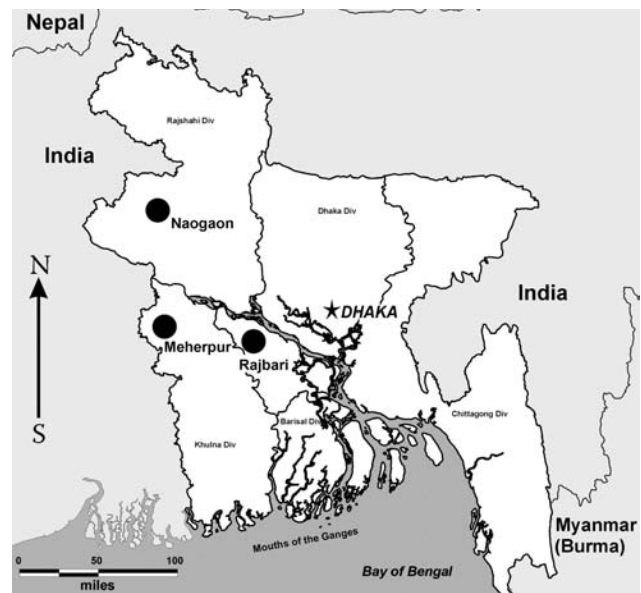 Nepal
Rajshahi Div
India
Naogaon
Dhaka Div
N
DHAKA
India
Meherpur
Rajbari
S
Barisal Div
Chittagong Div
Khulna Div
Mouths of the Ganges
Myanmar
(Burma)
0 50 100
miles
Bay of Bengal